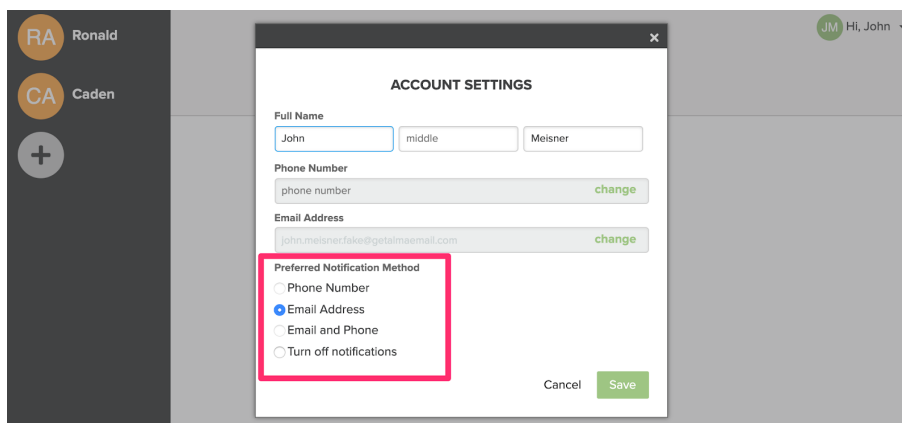 RA Ronald
JM Hi, John
CA Caden
×
ACCOUNT SETTINGS
Full Name
John middle Meisner
Phone Number
phone number change
Email Address
john.meisner.fake@getalmaemail.com change
Preferred Notification Method
Phone Number
Email Address
Email and Phone
Turn off notifications
Cancel Save